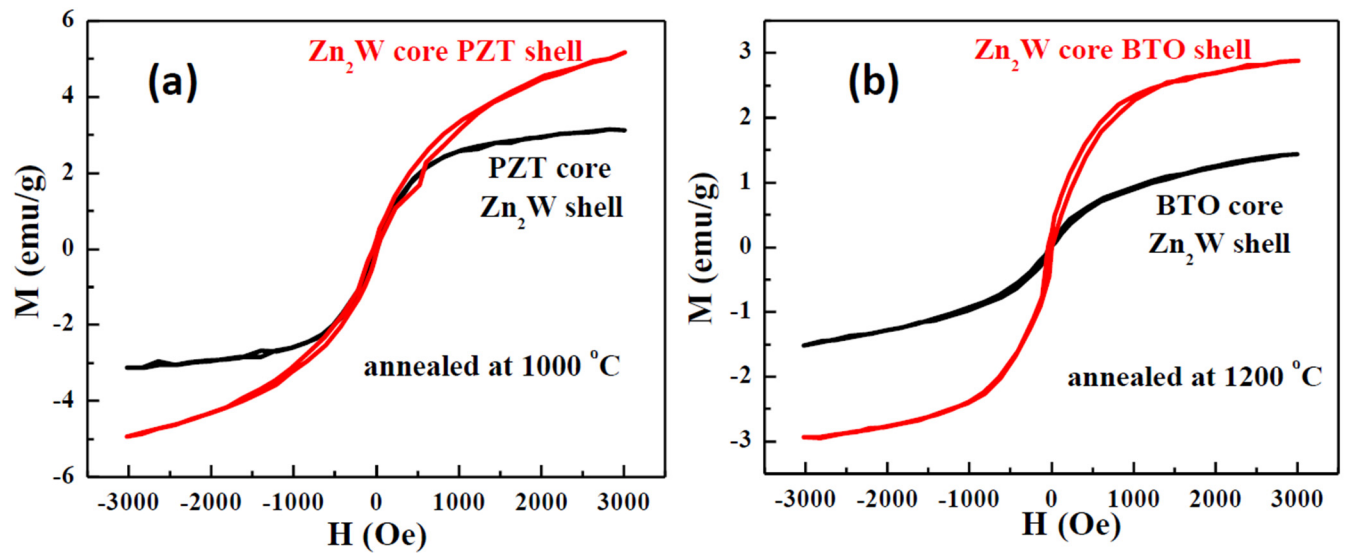 (a)
Zn2W core PZT shell
PZT core
Zn2W shell
annealed at 1000 °C
M (emu/g)
6
4
2
0
-2
-4
-6
-3000 -2000 -1000 0 1000 2000 3000
H (Oe)
(b)
Zn2W core BTO shell
BTO core
Zn2W shell
annealed at 1200 °C
M (emu/g)
3
2
1
0
-1
-2
-3
-3000 -2000 -1000 0 1000 2000 3000
H (Oe)